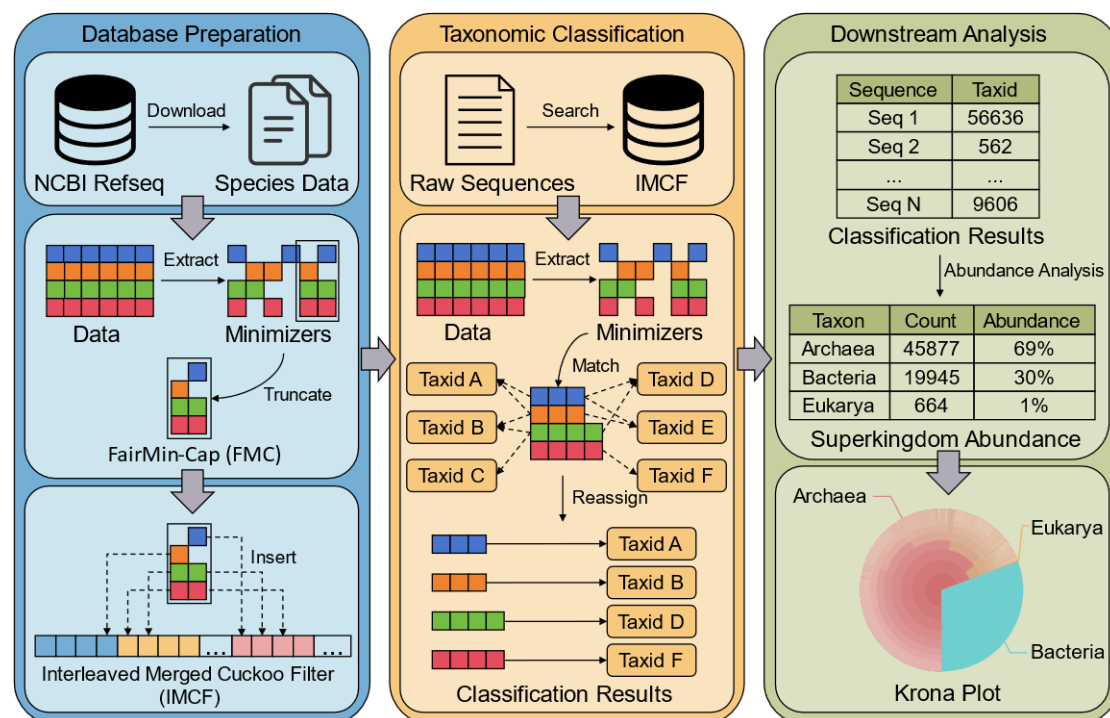 Database Preparation
Download
NCBI Refseq
Species Data
Extract
Data
Minimizers
Truncate
FairMin-Cap (FMC)
Insert
...
...
Interleaved Merged Cuckoo Filter
(IMCF)
Taxonomic Classification
Search
Raw Sequences
IMCF
Extract
Data
Minimizers
Match
Taxid A
Taxid D
Taxid B
Taxid E
Taxid C
Taxid F
Reassign
Taxid A
Taxid B
Taxid D
Taxid F
Classification Results
Downstream Analysis
Sequence Taxid
Seq 1 56636
Seq 2 562
... ...
Seq N 9606
Classification Results
Abundance Analysis
Taxon Count Abundance
Archaea 45877 69%
Bacteria 19945 30%
Eukarya 664 1%
Superkingdom Abundance
Archaea
Eukarya
Bacteria
Krona Plot